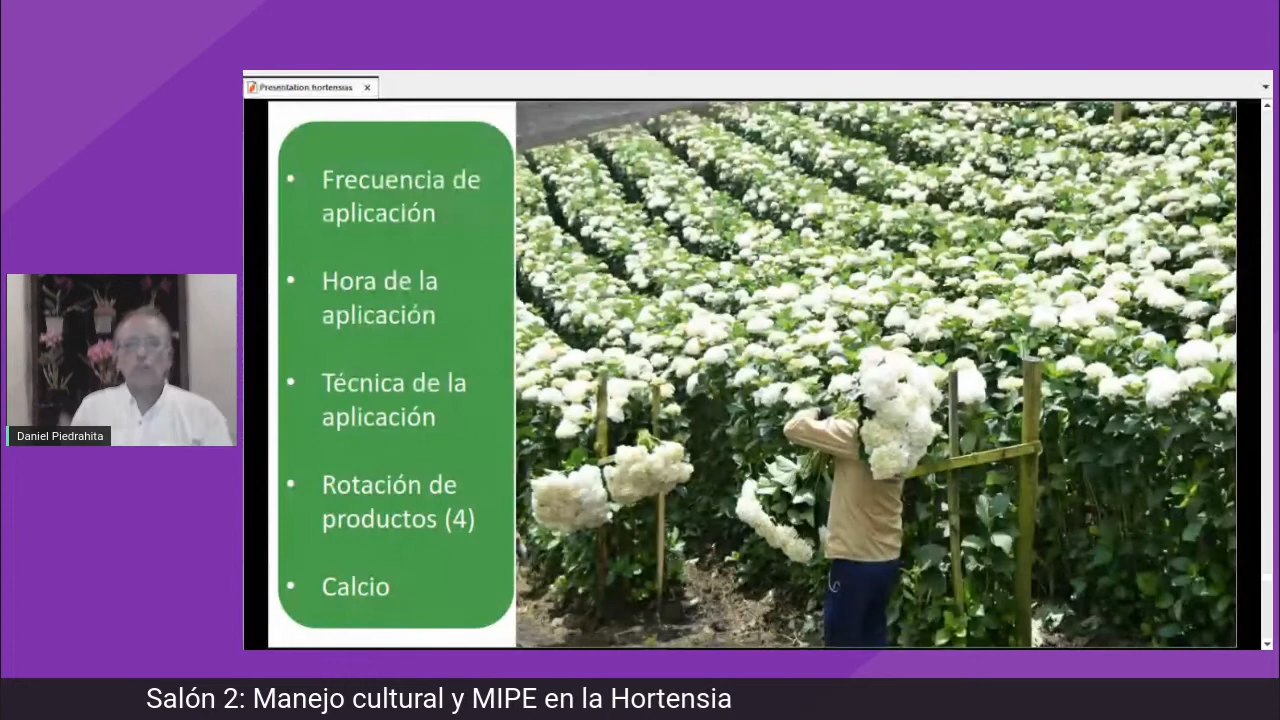 Presentation hortensias
• Frecuencia de
aplicación
• Hora de la
aplicación
• Técnica de la
aplicación
• Rotación de
productos (4)
• Calcio
Daniel Piedrahita
Salón 2: Manejo cultural y MIPE en la Hortensia